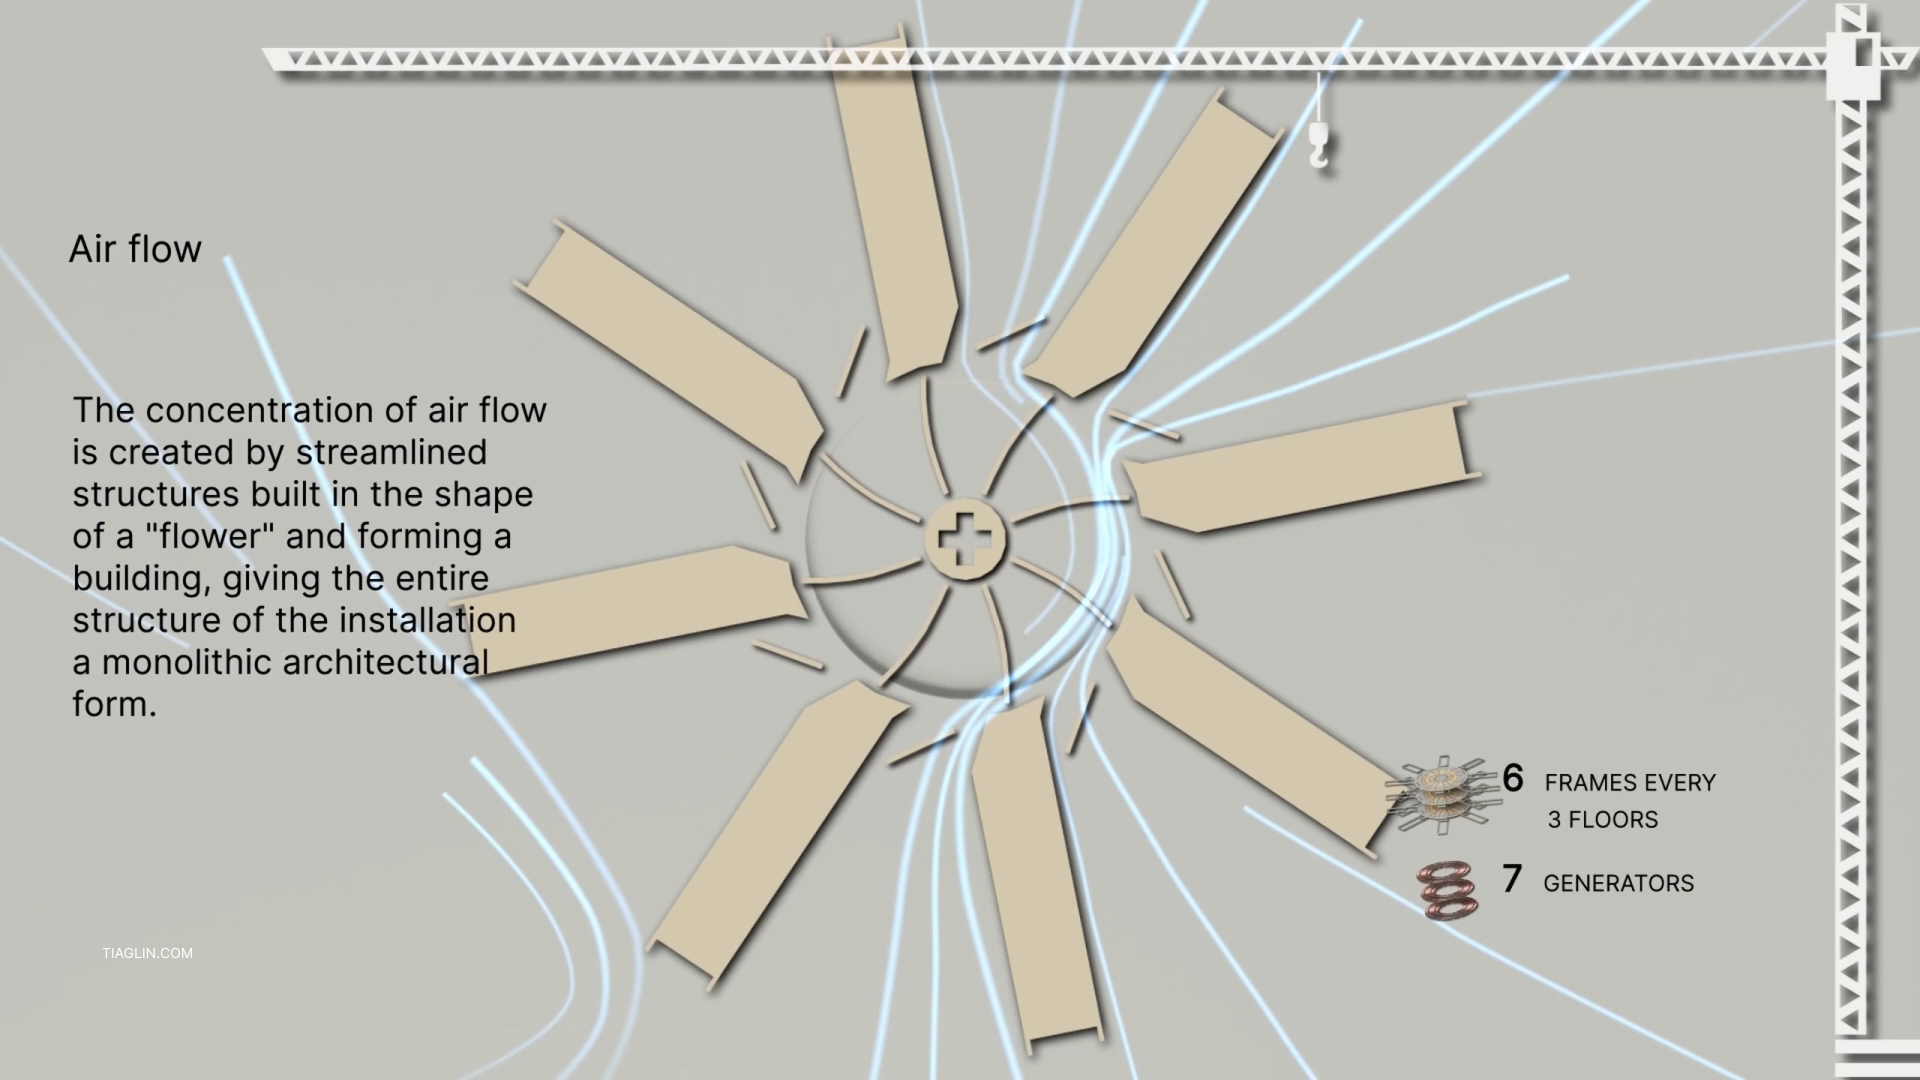 Air flow
The concentration of air flow
is created by streamlined
structures built in the shape
of a "flower" and forming a
building, giving the entire
structure of the installation
a monolithic architectural
form.
6 FRAMES EVERY
3 FLOORS
7 GENERATORS
TIAGLIN.COM